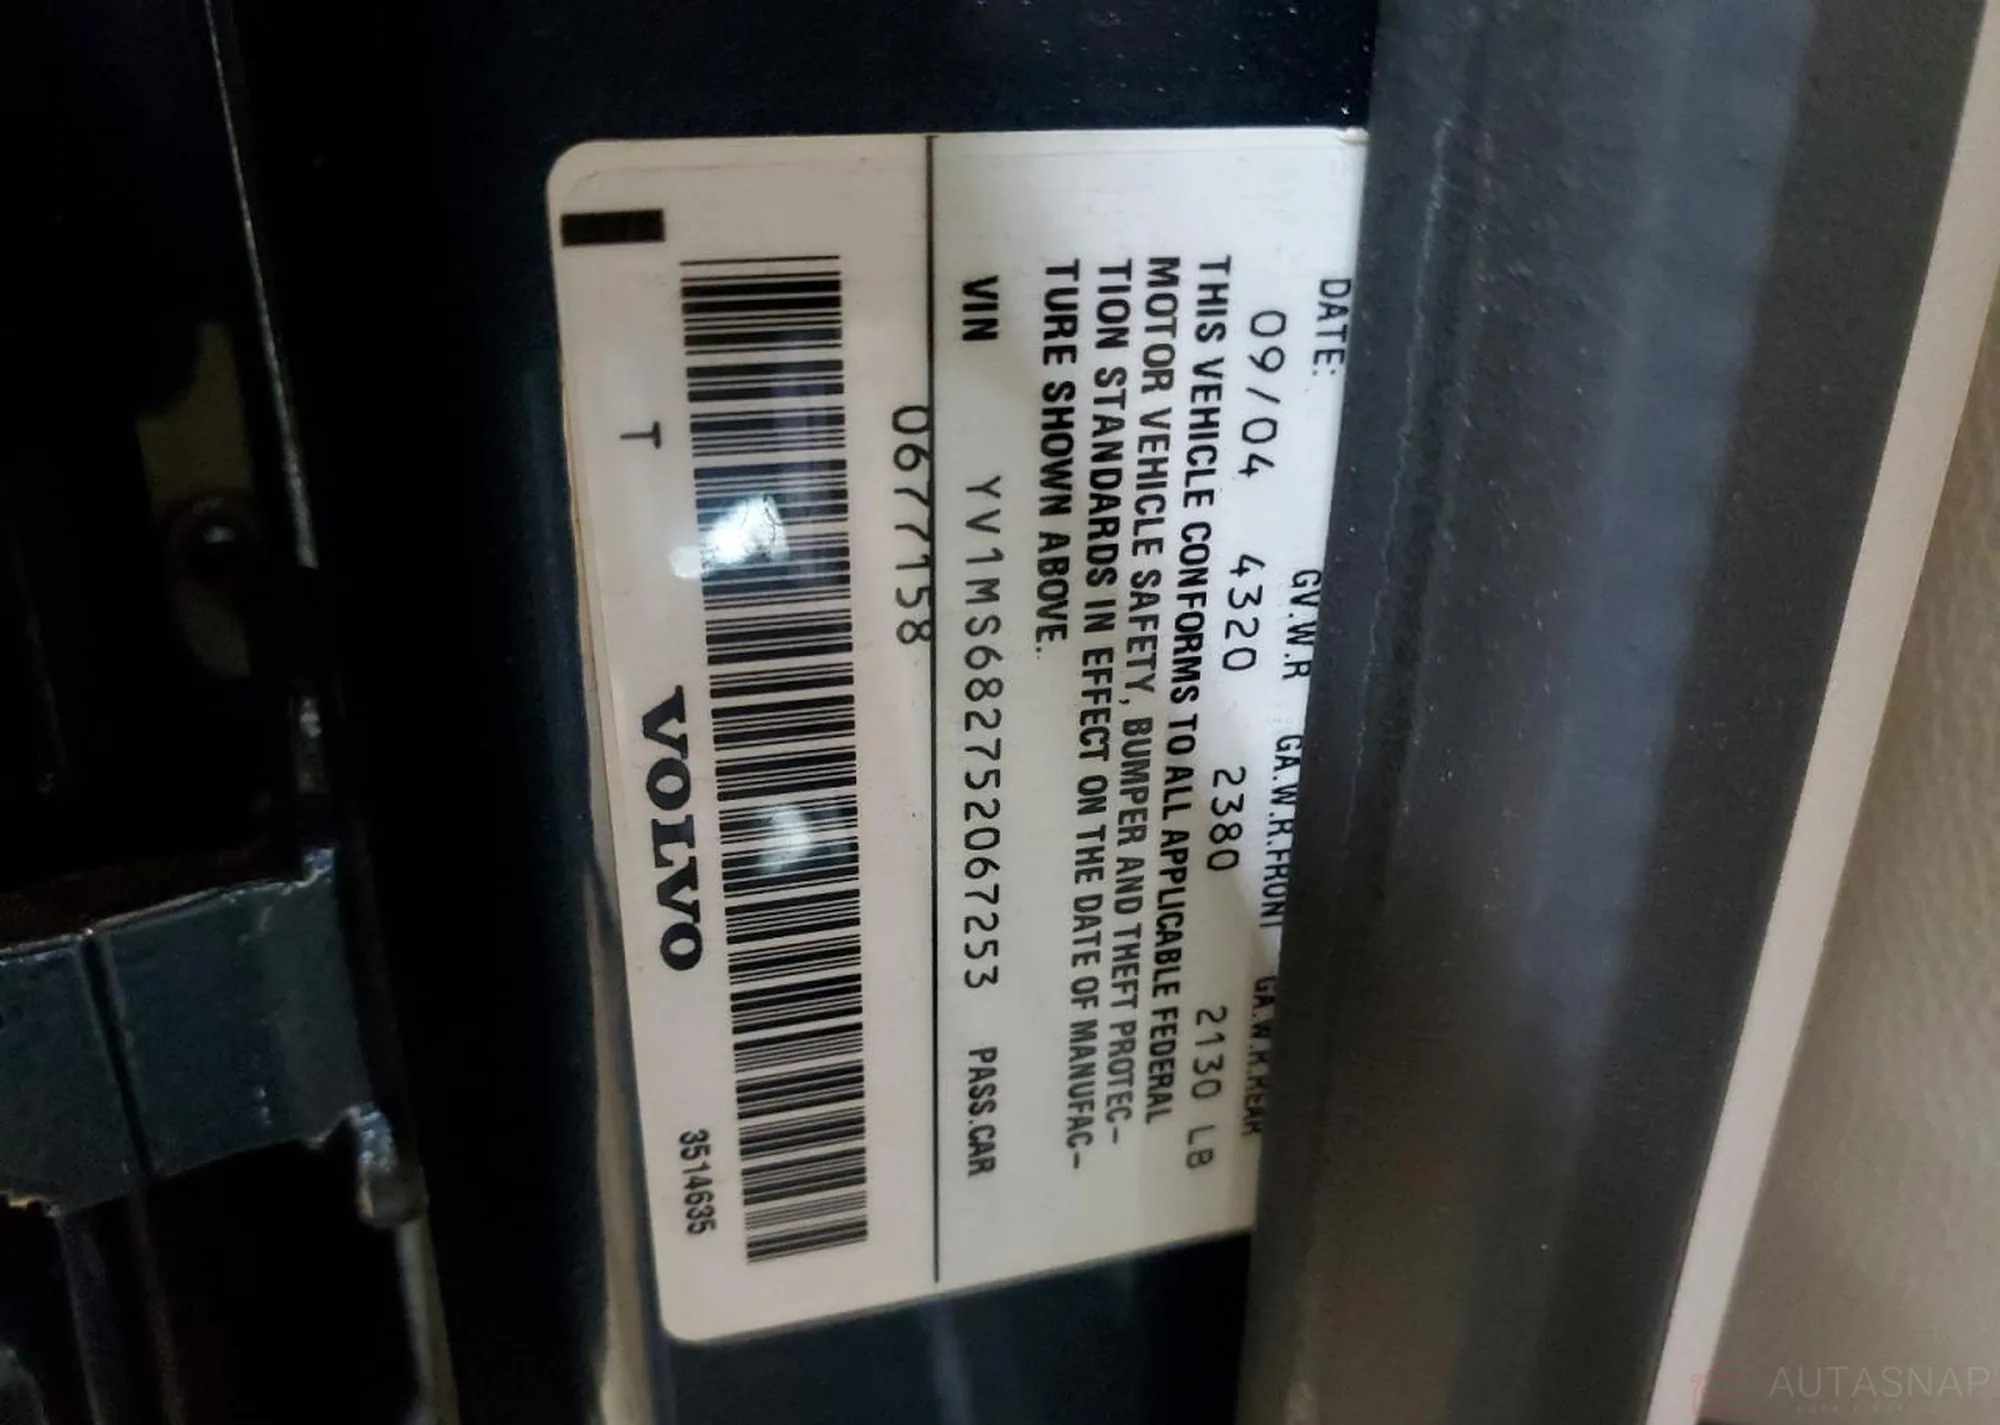 DATE: GV.W.R GA.W.R.FRONT GA.W.R.REAR
09/04 4320 2380 2130 LB
THIS VEHICLE CONFORMS TO ALL APPLICABLE FEDERAL
MOTOR VEHICLE SAFETY, BUMPER AND THEFT PROTEC-
TION STANDARDS IN EFFECT ON THE DATE OF MANUFAC-
TURE SHOWN ABOVE.
VIN YV1MS682752067253 PASS.CAR
0677158
T VOLVO 3514635
AUTASNAP